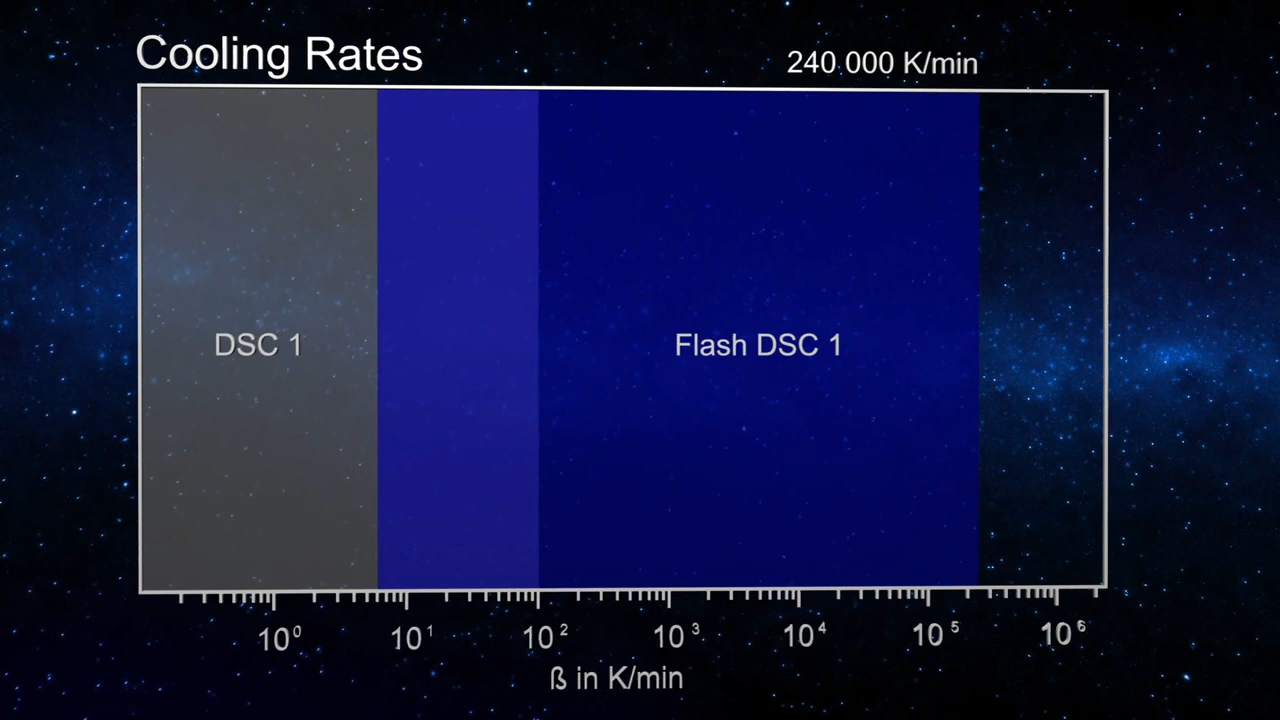 Cooling Rates
240 000 K/min
DSC 1
Flash DSC 1
10⁰ 10¹ 10² 10³ 10⁴ 10⁵ 10⁶
ß in K/min